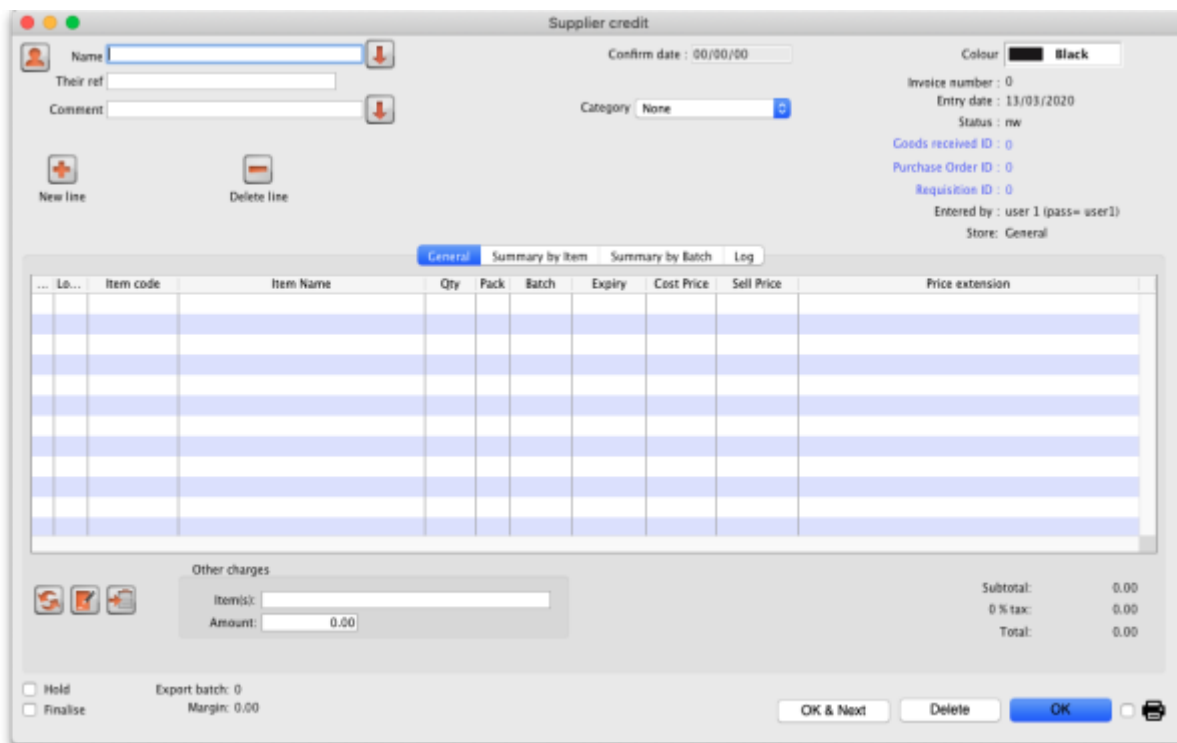 Supplier credit
Name
Confirm date : 00/00/00
Colour Black
Their ref
Invoice number : 0
Comment
Category None
Entry date : 13/03/2020
Status : nw
Goods received ID : 0
Purchase Order ID : 0
New line Delete line
Requisition ID : 0
Entered by : user 1 (pass= user1)
Store: General
General Summary by Item Summary by Batch Log
... Lo... Item code Item Name Qty Pack Batch Expiry Cost Price Sell Price Price extension
Other charges
Item(s):
Amount: 0.00
Subtotal: 0.00
0 % tax: 0.00
Total: 0.00
Hold Export batch: 0
Finalise Margin: 0.00
OK & Next Delete OK